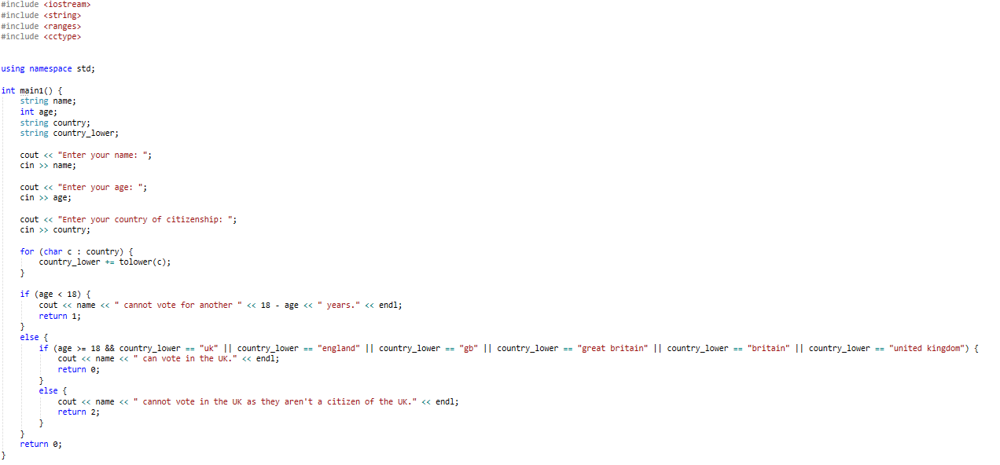 #include <iostream>
#include <string>
#include <ranges>
#include <cctype>
using namespace std;
int main1() {
string name;
int age;
string country;
string country_lower;
cout << "Enter your name: ";
cin >> name;
cout << "Enter your age: ";
cin >> age;
cout << "Enter your country of citizenship: ";
cin >> country;
for (char c : country) {
country_lower += tolower(c);
}
if (age < 18) {
cout << name << " cannot vote for another " << 18 - age << " years." << endl;
return 1;
}
else {
if (age >= 18 && country_lower == "uk" || country_lower == "england" || country_lower == "gb" || country_lower == "great britain" || country_lower == "britain" || country_lower == "united kingdom") {
cout << name << " can vote in the UK." << endl;
return 0;
}
else {
cout << name << " cannot vote in the UK as they aren't a citizen of the UK." << endl;
return 2;
}
}
return 0;
}